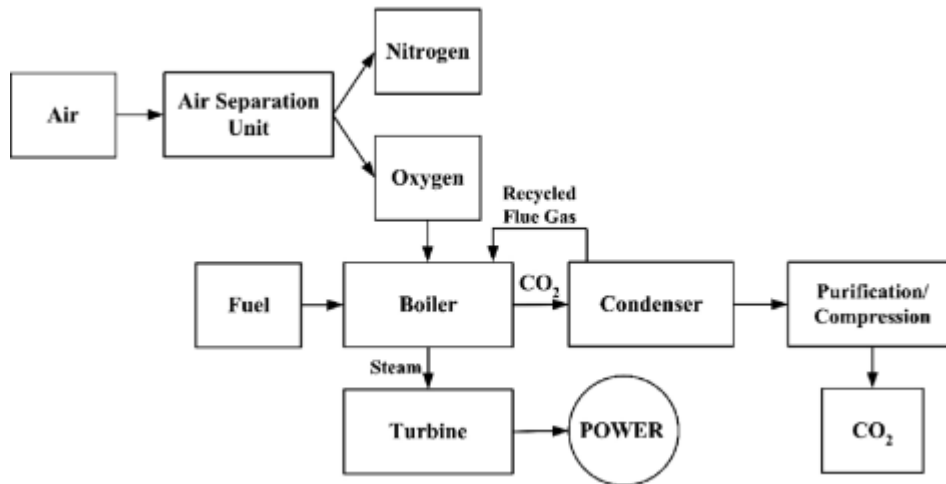 Nitrogen
Air
Air Separation
Unit
Oxygen
Recycled
Flue Gas
Fuel
Boiler
CO₂
Condenser
Purification/
Compression
Steam
Turbine
POWER
CO₂